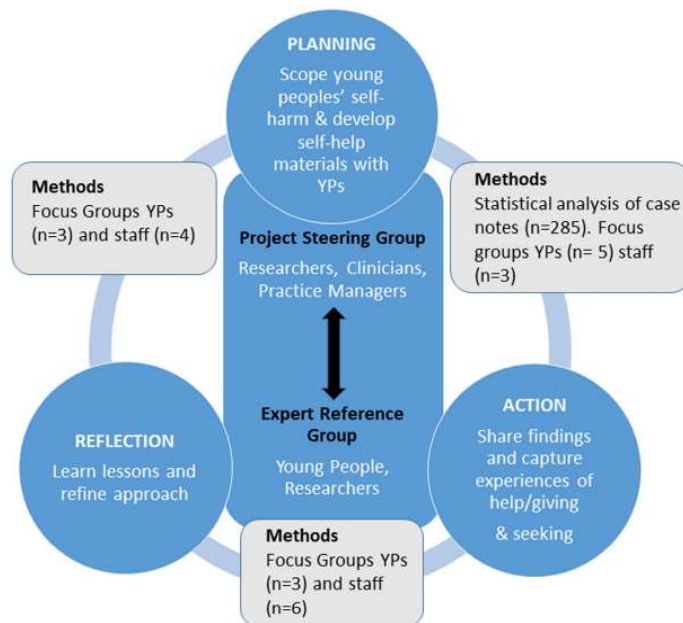 PLANNING
Scope young
peoples' self-
harm & develop
self-help
materials with
YPs
Methods
Focus Groups YPs
(n=3) and staff (n=4)
Methods
Statistical analysis of case
notes (n=285). Focus
groups YPs (n= 5) staff
(n=3)
Project Steering Group
Researchers, Clinicians,
Practice Managers
Expert Reference
Group
Young People,
Researchers
REFLECTION
Learn lessons and
refine approach
ACTION
Share findings
and capture
experiences of
help/giving
& seeking
Methods
Focus Groups YPs
(n=3) and staff
(n=6)